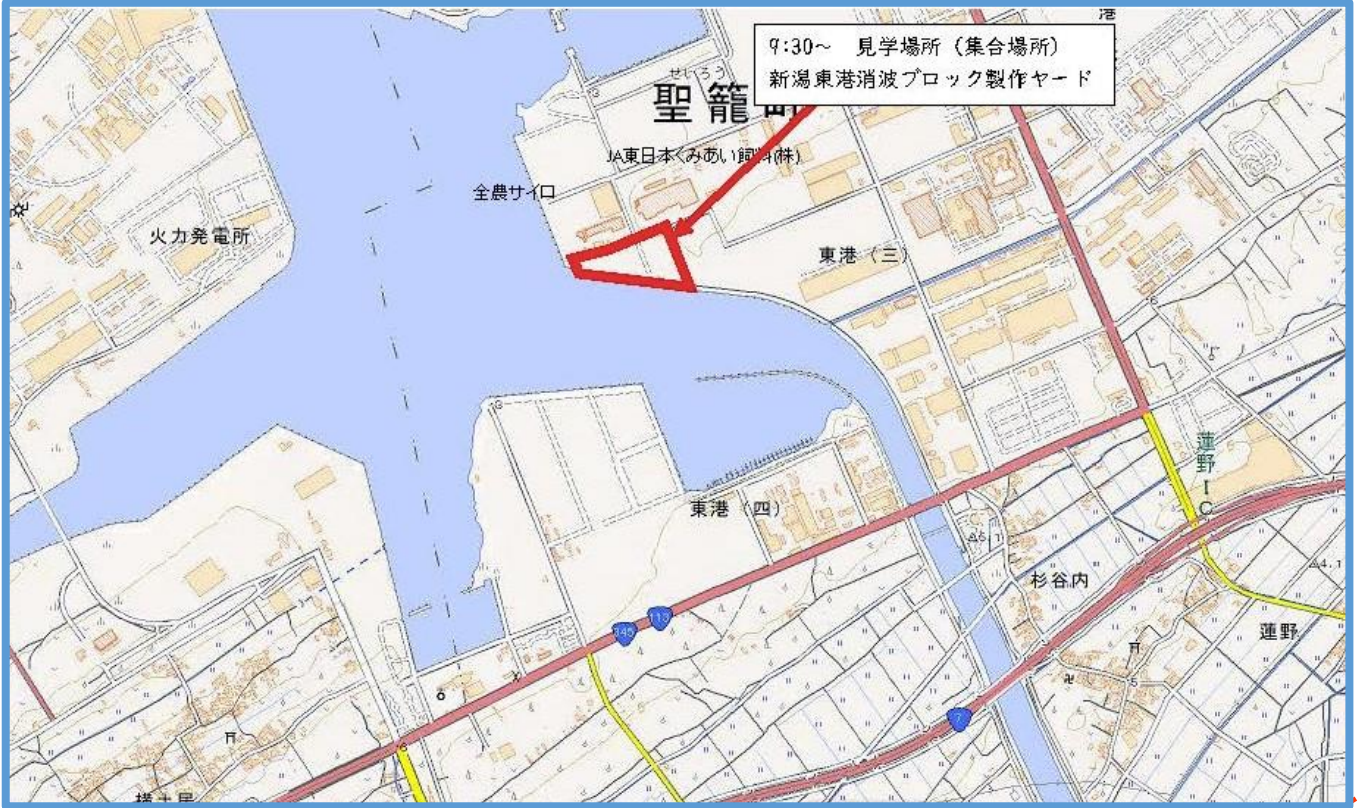 港
9:30～　見学場所（集合場所）
新潟東港消波ブロック製作ヤード
せいろう
聖籠町
JA東日本くみあい飼料(株)
全農サイロ
火力発電所
東港（三）
蓮野IC
東港（四）
杉谷内
蓮野
345
113
7